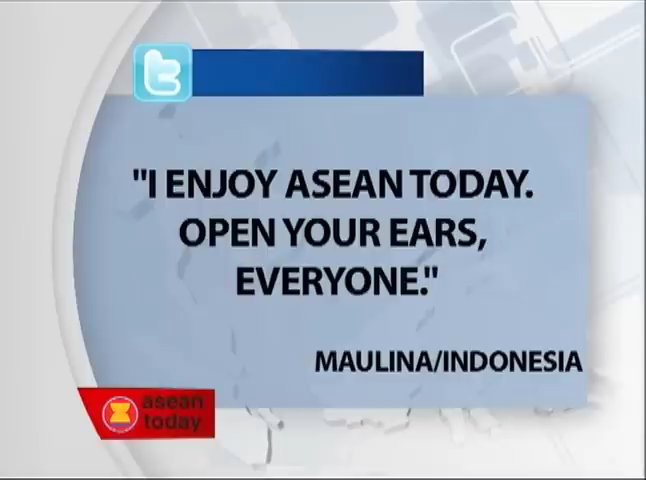 "I ENJOY ASEAN TODAY.
OPEN YOUR EARS,
EVERYONE."
MAULINA/INDONESIA
asean
today